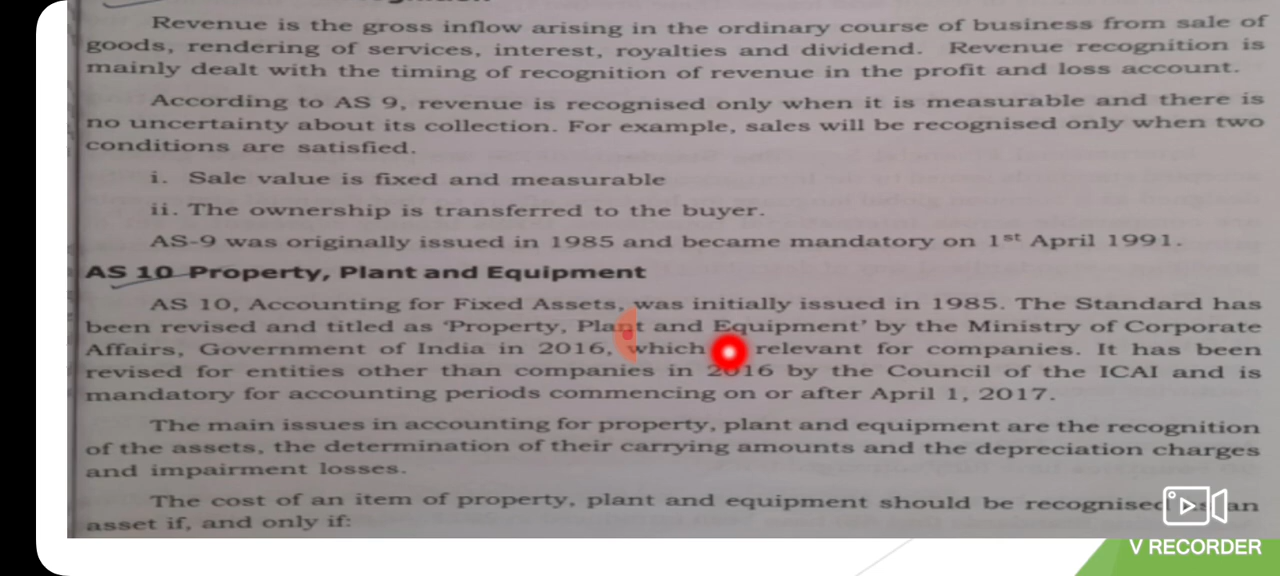 Revenue is the gross inflow arising in the ordinary course of business from sale of
goods, rendering of services, interest, royalties and dividend. Revenue recognition is
mainly dealt with the timing of recognition of revenue in the profit and loss account.
According to AS 9, revenue is recognised only when it is measurable and there is
no uncertainty about its collection. For example, sales will be recognised only when two
conditions are satisfied.
i. Sale value is fixed and measurable
ii. The ownership is transferred to the buyer.
AS-9 was originally issued in 1985 and became mandatory on 1st April 1991.
AS 10 Property, Plant and Equipment
AS 10, Accounting for Fixed Assets, was initially issued in 1985. The Standard has
been revised and titled as 'Property, Plant and Equipment' by the Ministry of Corporate
Affairs, Government of India in 2016, which relevant for companies. It has been
revised for entities other than companies in 2016 by the Council of the ICAI and is
mandatory for accounting periods commencing on or after April 1, 2017.
The main issues in accounting for property, plant and equipment are the recognition
of the assets, the determination of their carrying amounts and the depreciation charges
and impairment losses.
The cost of an item of property, plant and equipment should be recognised an
asset if, and only if:
V RECORDER